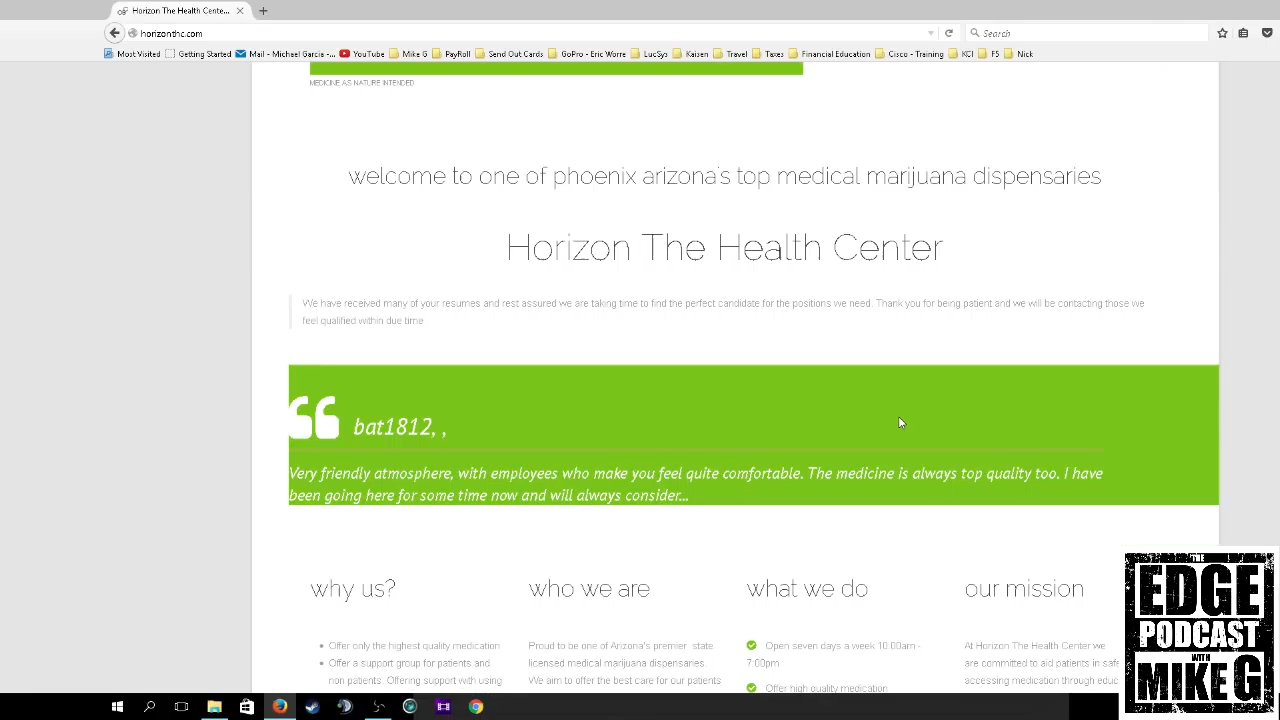 Horizon The Health Cente...
horizonthc.com
Search
Most Visited
Getting Started
Mail - Michael Garcia -...
YouTube
Mike G
PayRoll
Send Out Cards
GoPro - Eric Worre
LucSys
Kaisen
Travel
Taxes
Financial Education
Cisco - Training
KCI
F5
Nick
MEDICINE AS NATURE INTENDED
welcome to one of phoenix arizona's top medical marijuana dispensaries
Horizon The Health Center
We have received many of your resumes and rest assured we are taking time to find the perfect candidate for the positions we need. Thank you for being patient and we will be contacting those we
feel qualified within due time
bat1812, ,
Very friendly atmosphere, with employees who make you feel quite comfortable. The medicine is always top quality too. I have
been going here for some time now and will always consider...
why us?
Offer only the highest quality medication
Offer a support group for patients and
non patients. Offering support with using
who we are
Proud to be one of Arizona's premier state
licensed medical marijuana dispensaries.
We aim to offer the best care for our patients
what we do
Open seven days a week 10:00am -
7:00pm
Offer high quality medication
our mission
At Horizon The Health Center we
are committed to aid patients in safe
accessing medication through educ
THE
EDGE
PODCAST
WITH
MIKE G